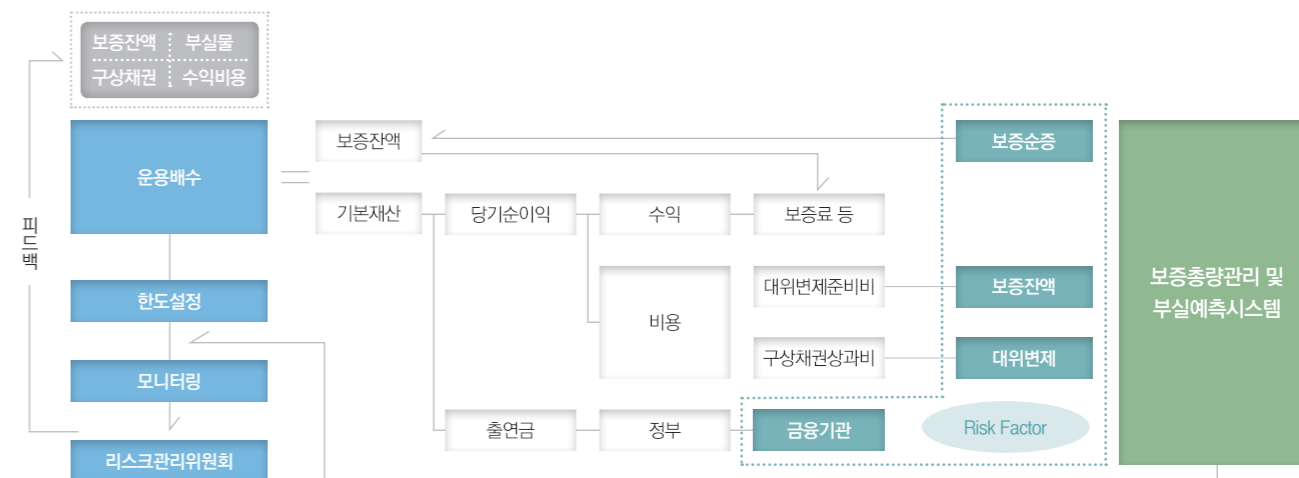 보증잔액 부실물
구상채권 수익비용
운용배수
피드백
한도설정
모니터링
리스크관리위원회
보증잔액
기본재산
당기순이익
수익
보증료 등
비용
대위변제준비비
구상채권상과비
출연금
정부
금융기관
보증순증
보증잔액
대위변제
Risk Factor
보증총량관리 및
부실예측시스템